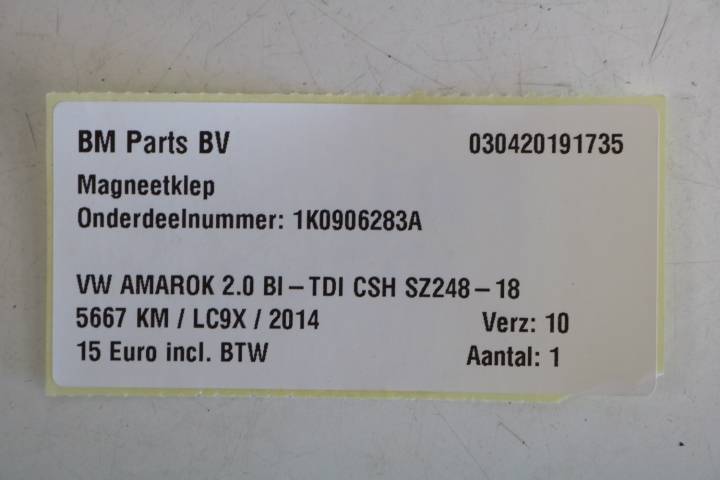 BM Parts BV 030420191735
Magneetklep
Onderdeelnummer: 1K0906283A
VW AMAROK 2.0 BI – TDI CSH SZ248 – 18
5667 KM / LC9X / 2014 Verz: 10
15 Euro incl. BTW Aantal: 1